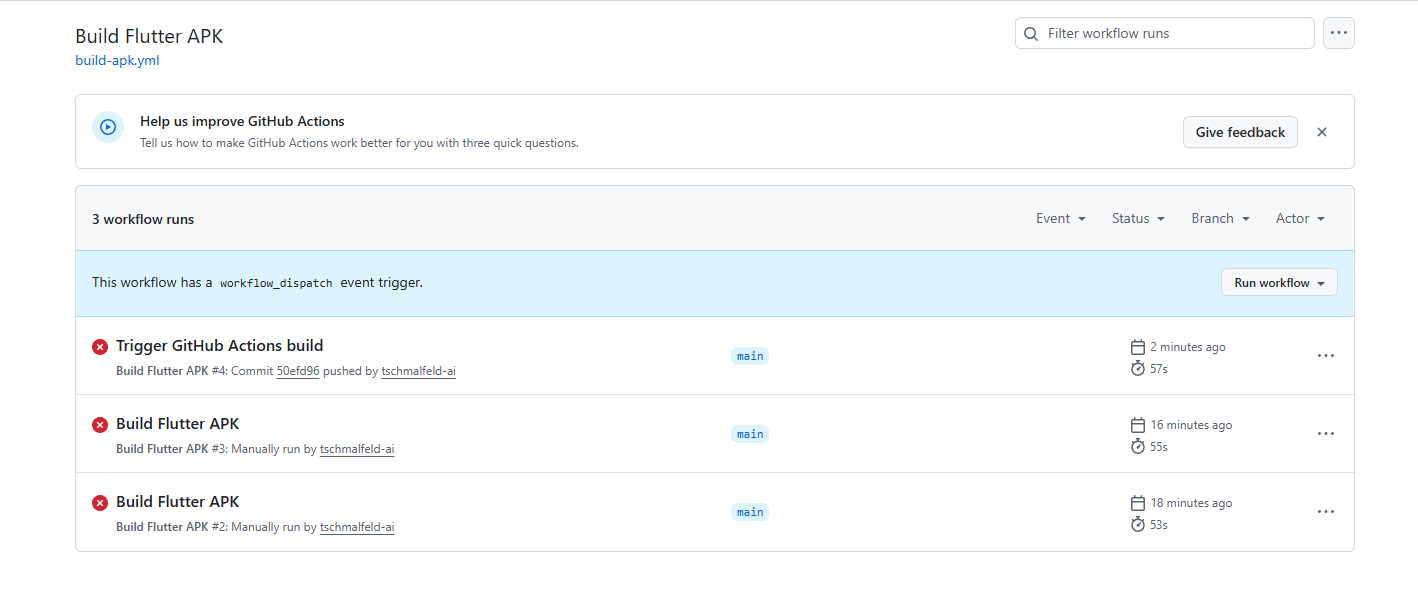 Build Flutter APK
build-apk.yml
Filter workflow runs
Help us improve GitHub Actions
Tell us how to make GitHub Actions work better for you with three quick questions.
Give feedback
3 workflow runs
Event
Status
Branch
Actor
This workflow has a workflow_dispatch event trigger.
Run workflow
Trigger GitHub Actions build
Build Flutter APK #4: Commit 50efd96 pushed by tschmalfeld-ai
main
2 minutes ago
57s
Build Flutter APK
Build Flutter APK #3: Manually run by tschmalfeld-ai
main
16 minutes ago
55s
Build Flutter APK
Build Flutter APK #2: Manually run by tschmalfeld-ai
main
18 minutes ago
53s